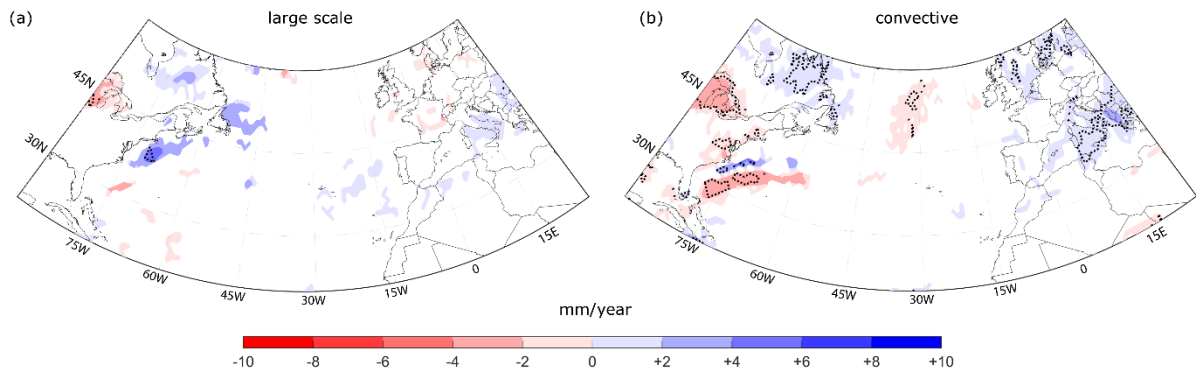 (a) large scale
(b) convective
45N
30N
75W
60W
45W
30W
15W
0
15E
45N
30N
75W
60W
45W
30W
15W
0
15E
mm/year
-10 -8 -6 -4 -2 0 +2 +4 +6 +8 +10